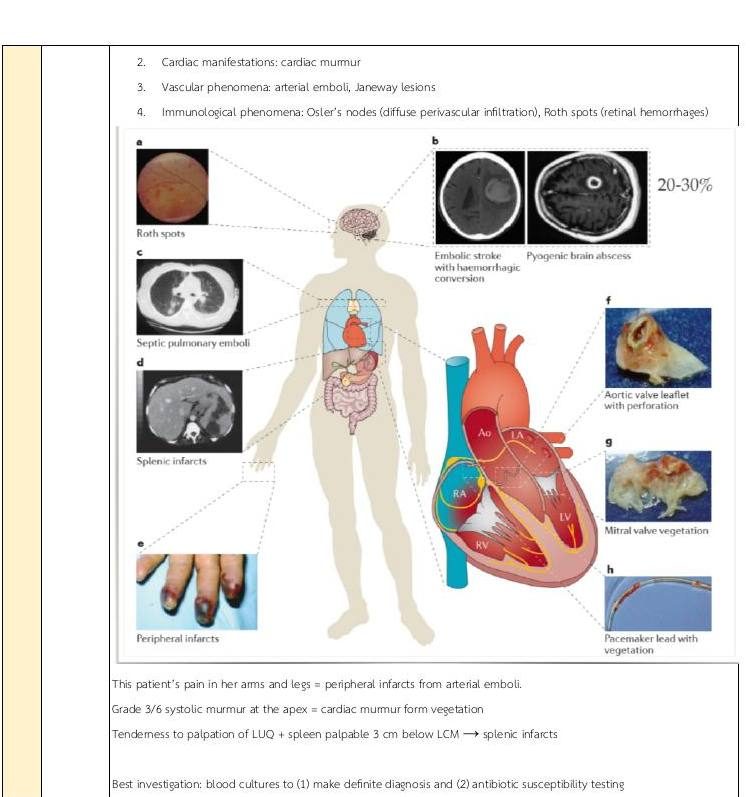 2. Cardiac manifestations: cardiac murmur
3. Vascular phenomena: arterial emboli, Janeway lesions
4. Immunological phenomena: Osler's nodes (diffuse perivascular infiltration), Roth spots (retinal hemorrhages)
a
Roth spots
b
20-30%
Embolic stroke
with haemorrhagic
conversion
Pyogenic brain abscess
c
Septic pulmonary emboli
d
Splenic infarcts
e
Peripheral infarcts
f
Aortic valve leaflet
with perforation
g
Mitral valve vegetation
h
Pacemaker lead with
vegetation
Ao
LA
RA
LV
RV
This patient's pain in her arms and legs = peripheral infarcts from arterial emboli.
Grade 3/6 systolic murmur at the apex = cardiac murmur form vegetation
Tenderness to palpation of LUQ + spleen palpable 3 cm below LCM → splenic infarcts
Best investigation: blood cultures to (1) make definite diagnosis and (2) antibiotic susceptibility testing